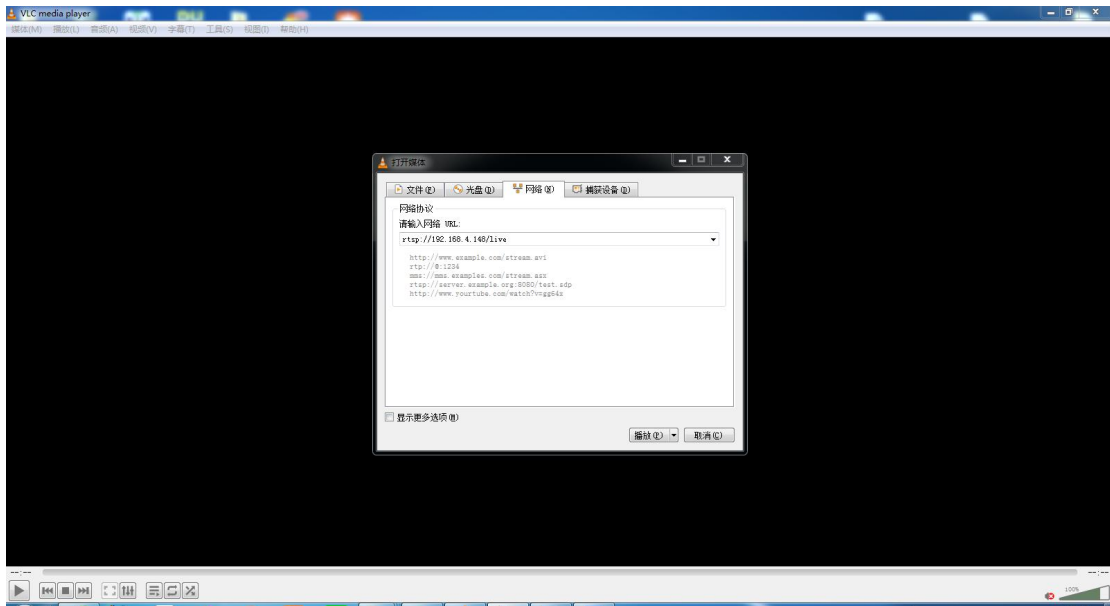 VLC media player
媒体(M) 播放(L) 音频(A) 视频(V) 字幕(T) 工具(S) 视图(I) 帮助(H)
打开媒体
文件(F) 光盘(D) 网络(N) 捕获设备(D)
网络协议
请输入网络 URL:
rtsp://192.168.4.148/live
http://www.example.com/stream.avi
rtp://@:1234
mms://mms.examples.com/stream.asx
rtsp://server.example.org:8080/test.sdp
http://www.yourtube.com/watch?v=gg64x
显示更多选项(M)
播放(P) 取消(C)
--:-- --:--
100%